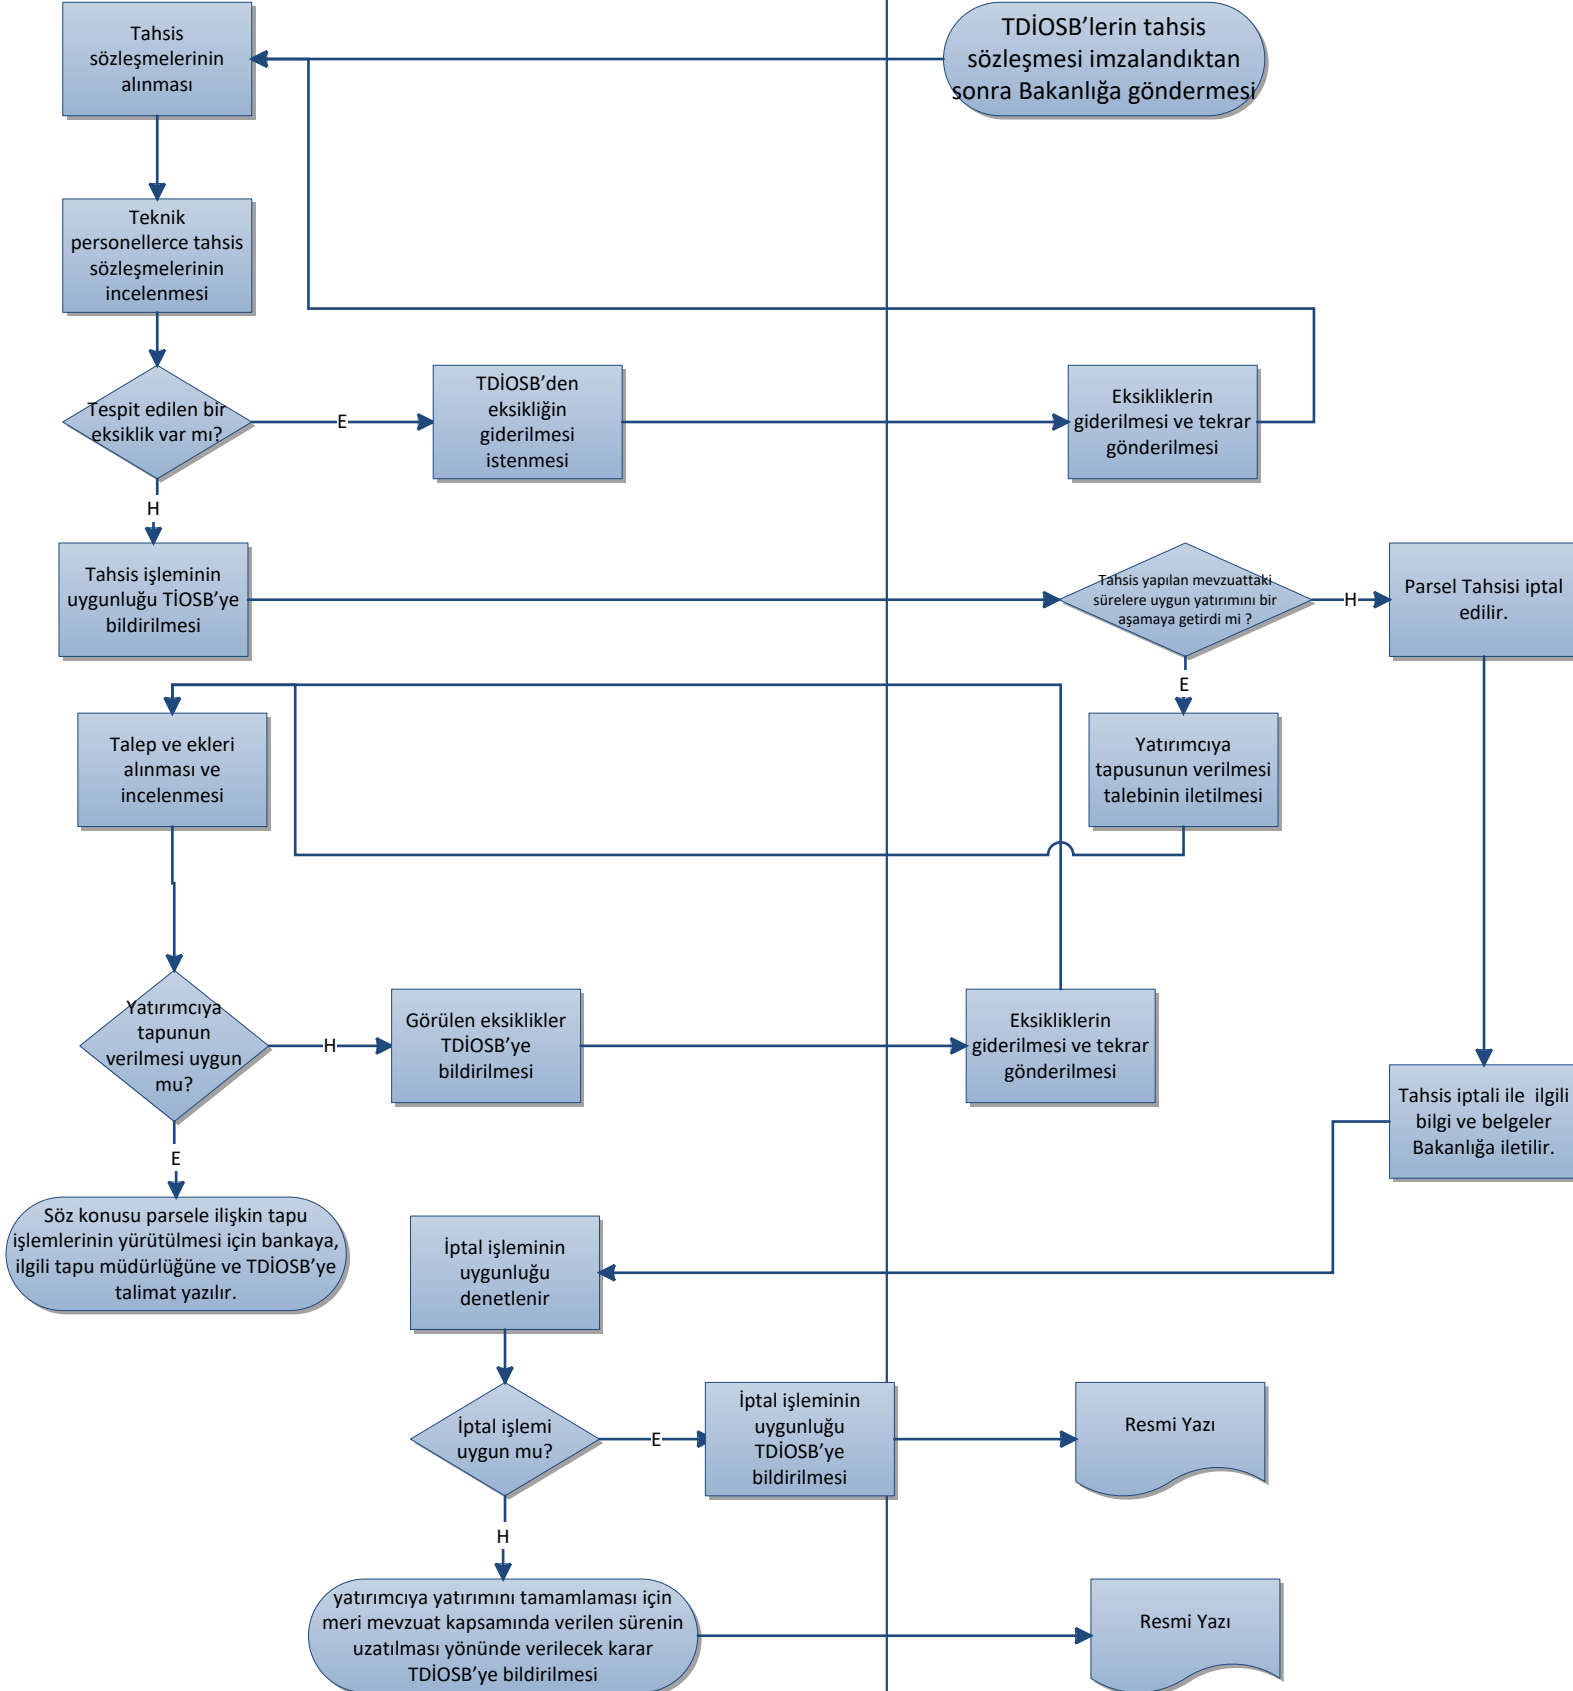 Tahsis
sözleşmelerinin
alınması
TDİOSB’lerin tahsis
sözleşmesi imzalandıktan
sonra Bakanlığa göndermesi
Teknik
personellerce tahsis
sözleşmelerinin
incelenmesi
Tespit edilen bir
eksiklik var mı?
E
TDİOSB’den
eksikliğin
giderilmesi
istenmesi
Eksikliklerin
giderilmesi ve tekrar
gönderilmesi
H
Tahsis işleminin
uygunluğu TİOSB’ye
bildirilmesi
Tahsis yapılan mevzuattaki
sürelere uygun yatırımını bir
aşamaya getirdi mi ?
H
Parsel Tahsisi iptal
edilir.
E
Talep ve ekleri
alınması ve
incelenmesi
Yatırımcıya
tapusunun verilmesi
talebinin iletilmesi
Yatırımcıya
tapunun
verilmesi uygun
mu?
H
Görülen eksiklikler
TDİOSB’ye
bildirilmesi
Eksikliklerin
giderilmesi ve tekrar
gönderilmesi
Tahsis iptali ile  ilgili
bilgi ve belgeler
Bakanlığa iletilir.
E
Söz konusu parsele ilişkin tapu
işlemlerinin yürütülmesi için bankaya,
ilgili tapu müdürlüğüne ve TDİOSB’ye
talimat yazılır.
İptal işleminin
uygunluğu
denetlenir
İptal işlemi
uygun mu?
E
İptal işleminin
uygunluğu
TDİOSB’ye
bildirilmesi
Resmi Yazı
H
yatırımcıya yatırımını tamamlaması için
meri mevzuat kapsamında verilen sürenin
uzatılması yönünde verilecek karar
TDİOSB’ye bildirilmesi
Resmi Yazı